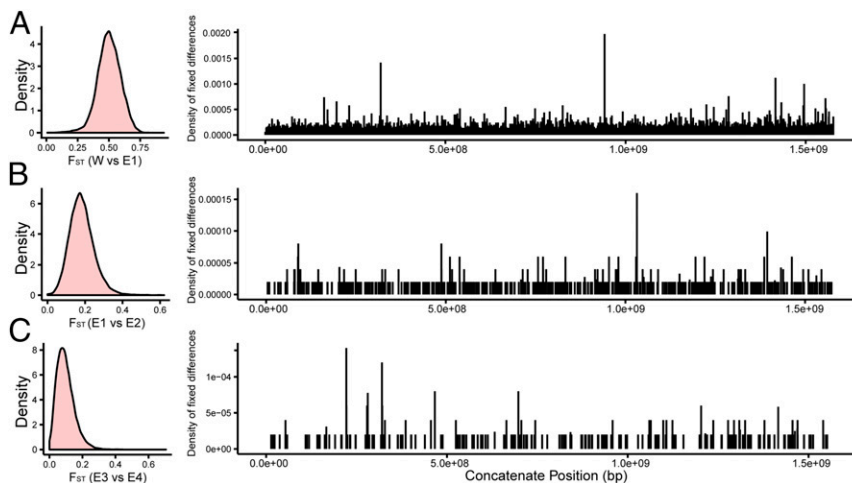 A
Density
4
3
2
1
0
0.00 0.25 0.50 0.75
FST (W vs E1)
Density of fixed differences
0.0020
0.0015
0.0010
0.0005
0.0000
0.0e+00 5.0e+08 1.0e+09 1.5e+09
B
Density
6
4
2
0
0.0 0.2 0.4 0.6
FST (E1 vs E2)
Density of fixed differences
0.00015
0.00010
0.00005
0.00000
0.0e+00 5.0e+08 1.0e+09 1.5e+09
C
Density
8
6
4
2
0
0.0 0.2 0.4 0.6
FST (E3 vs E4)
Density of fixed differences
1e-04
5e-05
0e+00
0.0e+00 5.0e+08 1.0e+09 1.5e+09
Concatenate Position (bp)